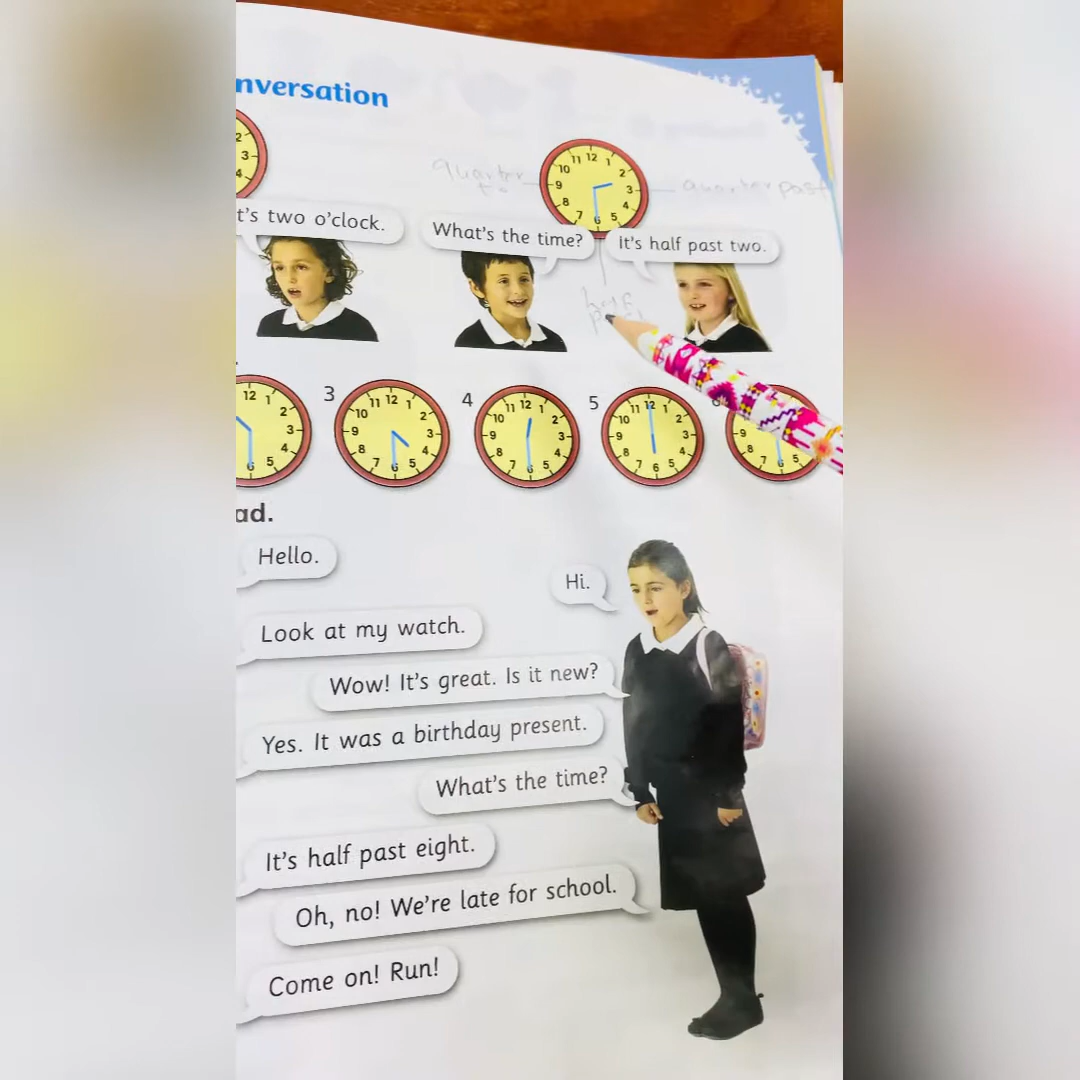 nversation
quarter
to
quarter past
t's two o'clock.
What's the time?
It's half past two.
half
3
4
5
ad.
Hello.
Hi.
Look at my watch.
Wow! It's great. Is it new?
Yes. It was a birthday present.
What's the time?
It's half past eight.
Oh, no! We're late for school.
Come on! Run!